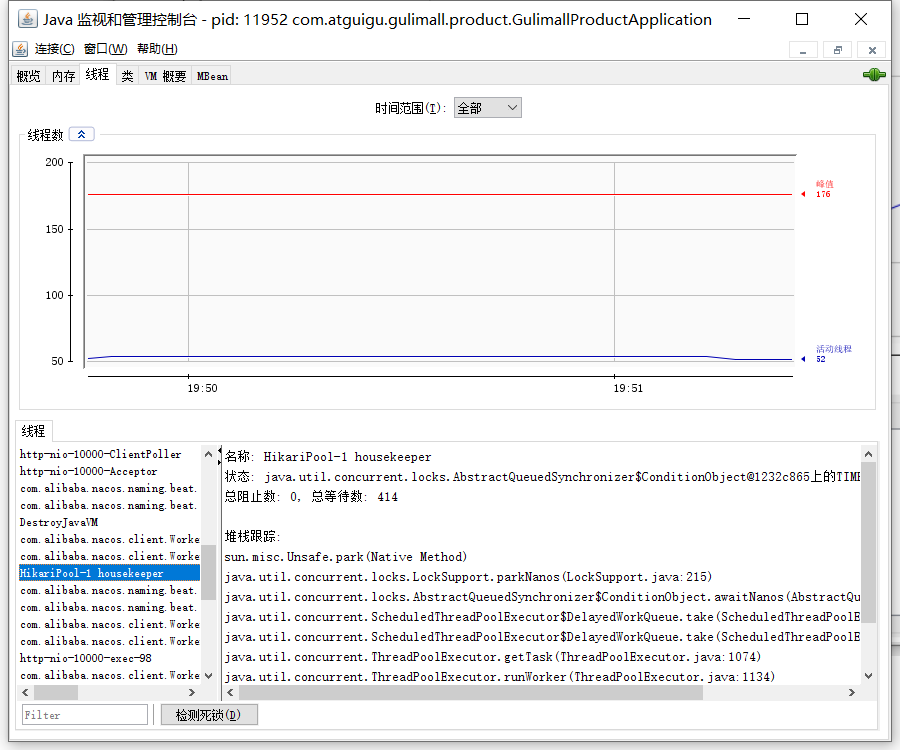 Java 监视和管理控制台 - pid: 11952 com.atguigu.gulimall.product.GulimallProductApplication
连接(C) 窗口(W) 帮助(H)
概览 内存 线程 类 VM 概要 MBean
时间范围(T): 全部
线程数
200
峰值
176
150
100
50
活动线程
52
19:50 19:51
线程
http-nio-10000-ClientPoller
http-nio-10000-Acceptor
com.alibaba.nacos.naming.beat.
com.alibaba.nacos.naming.beat.
DestroyJavaVM
com.alibaba.nacos.client.Worke
com.alibaba.nacos.client.Worke
HikariPool-1 housekeeper
com.alibaba.nacos.naming.beat.
com.alibaba.nacos.naming.beat.
com.alibaba.nacos.client.Worke
com.alibaba.nacos.client.Worke
http-nio-10000-exec-98
com.alibaba.nacos.client.Worke
名称: HikariPool-1 housekeeper
状态: java.util.concurrent.locks.AbstractQueuedSynchronizer$ConditionObject@1232c865上的TIME
总阻止数: 0, 总等待数: 414
堆栈跟踪:
sun.misc.Unsafe.park(Native Method)
java.util.concurrent.locks.LockSupport.parkNanos(LockSupport.java:215)
java.util.concurrent.locks.AbstractQueuedSynchronizer$ConditionObject.awaitNanos(AbstractQu
java.util.concurrent.ScheduledThreadPoolExecutor$DelayedWorkQueue.take(ScheduledThreadPoolE
java.util.concurrent.ScheduledThreadPoolExecutor$DelayedWorkQueue.take(ScheduledThreadPoolE
java.util.concurrent.ThreadPoolExecutor.getTask(ThreadPoolExecutor.java:1074)
java.util.concurrent.ThreadPoolExecutor.runWorker(ThreadPoolExecutor.java:1134)
Filter 检测死锁(D)